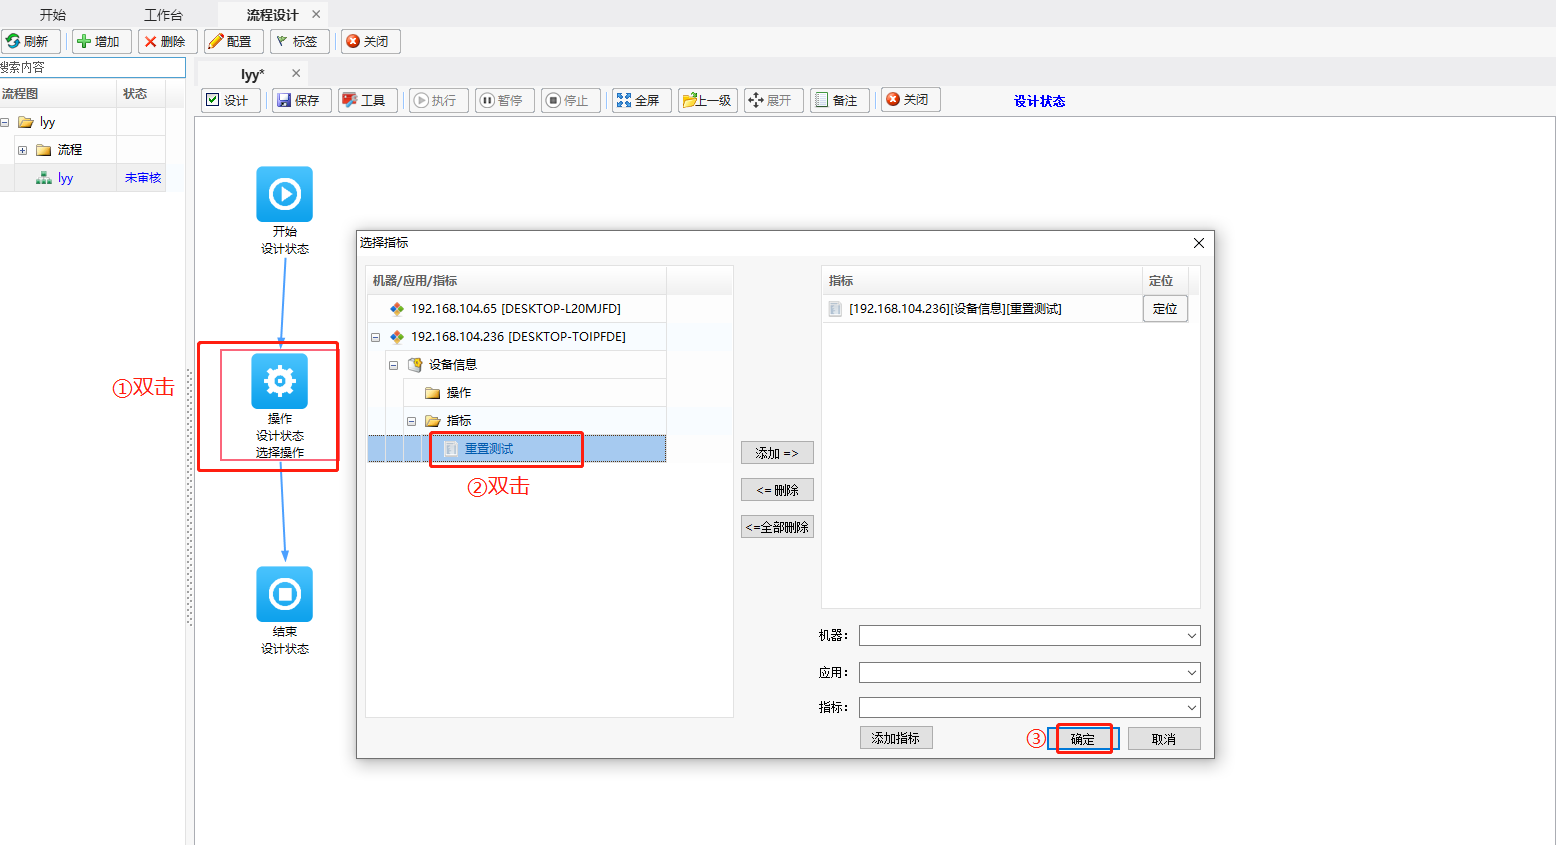 开始 工作台 流程设计
刷新 增加 删除 配置 标签 关闭
搜索内容
流程图 状态
lyy
流程
lyy 未审核
lyy*
设计 保存 工具 执行 暂停 停止 全屏 上一级 展开 备注 关闭 设计状态
开始
设计状态
①双击
操作
设计状态
选择操作
结束
设计状态
选择指标
机器/应用/指标
192.168.104.65 [DESKTOP-L20MJFD]
192.168.104.236 [DESKTOP-TOIPFDE]
设备信息
操作
指标
重置测试
②双击
添加 =>
<= 删除
<=全部删除
指标 定位
[192.168.104.236][设备信息][重置测试] 定位
机器：
应用：
指标：
添加指标 ③ 确定 取消